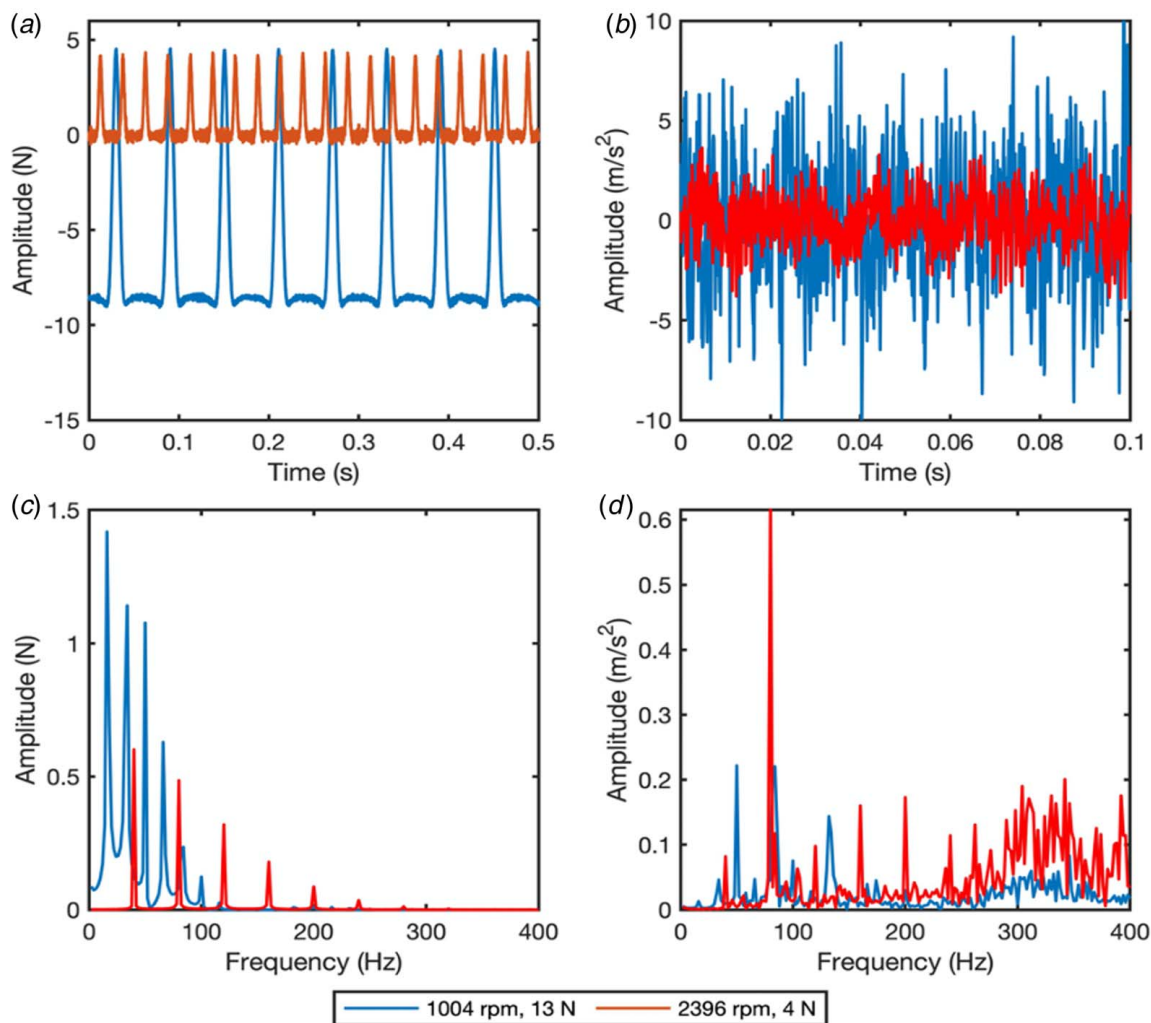 (a)
5
0
-5
-10
-15
Amplitude (N)
0 0.1 0.2 0.3 0.4 0.5
Time (s)
(b)
10
5
0
-5
-10
Amplitude (m/s²)
0 0.02 0.04 0.06 0.08 0.1
Time (s)
(c)
1.5
1
0.5
0
Amplitude (N)
0 100 200 300 400
Frequency (Hz)
(d)
0.6
0.5
0.4
0.3
0.2
0.1
0
Amplitude (m/s²)
0 100 200 300 400
Frequency (Hz)
1004 rpm, 13 N 2396 rpm, 4 N